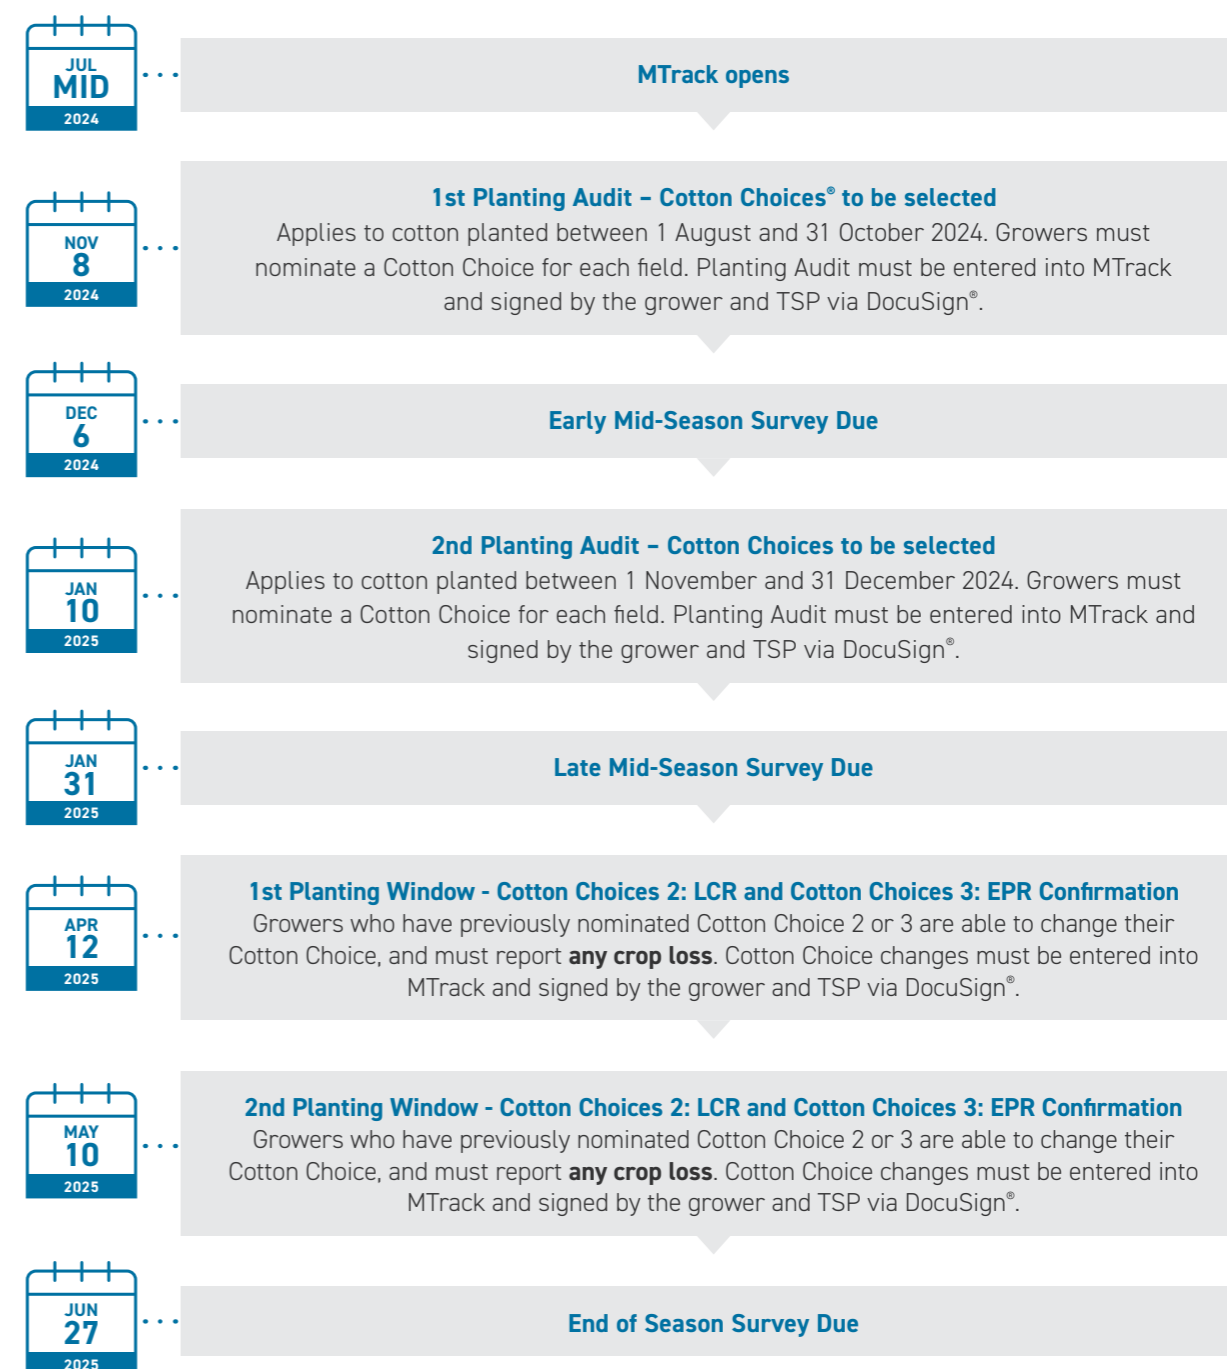 JUL
MID
2024
MTrack opens
NOV
8
2024
1st Planting Audit – Cotton Choices® to be selected
Applies to cotton planted between 1 August and 31 October 2024. Growers must
nominate a Cotton Choice for each field. Planting Audit must be entered into MTrack
and signed by the grower and TSP via DocuSign®.
DEC
6
2024
Early Mid-Season Survey Due
JAN
10
2025
2nd Planting Audit – Cotton Choices to be selected
Applies to cotton planted between 1 November and 31 December 2024. Growers must
nominate a Cotton Choice for each field. Planting Audit must be entered into MTrack and
signed by the grower and TSP via DocuSign®.
JAN
31
2025
Late Mid-Season Survey Due
APR
12
2025
1st Planting Window - Cotton Choices 2: LCR and Cotton Choices 3: EPR Confirmation
Growers who have previously nominated Cotton Choice 2 or 3 are able to change their
Cotton Choice, and must report any crop loss. Cotton Choice changes must be entered into
MTrack and signed by the grower and TSP via DocuSign®.
MAY
10
2025
2nd Planting Window - Cotton Choices 2: LCR and Cotton Choices 3: EPR Confirmation
Growers who have previously nominated Cotton Choice 2 or 3 are able to change their
Cotton Choice, and must report any crop loss. Cotton Choice changes must be entered into
MTrack and signed by the grower and TSP via DocuSign®.
JUN
27
2025
End of Season Survey Due